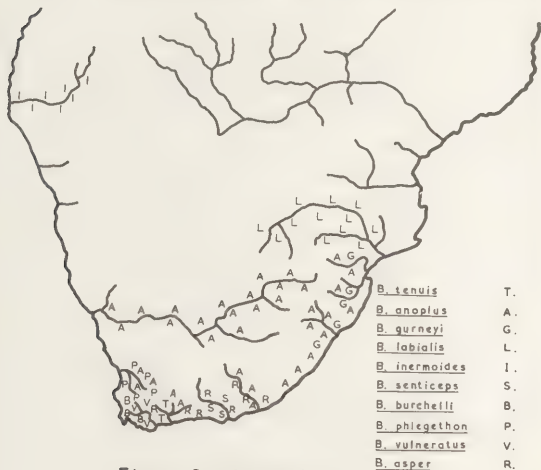 I I I I
I I I
L L L
L L L L
L L L L
L L
A G
A A A A
A A A
A A A A A
A A A G
A A G A
A A A G
A G
A A A A
P A P A
P A P
B P V R T A
B V T A R R S S R A R
R S R A
B. tenuis T.
B. anoplus A.
B. gurneyi G.
B. labialis L.
B. inermoides I.
B. senticeps S.
B. burchelli B.
B. phlegethon P.
B. vulneratus V.
B. asper R.